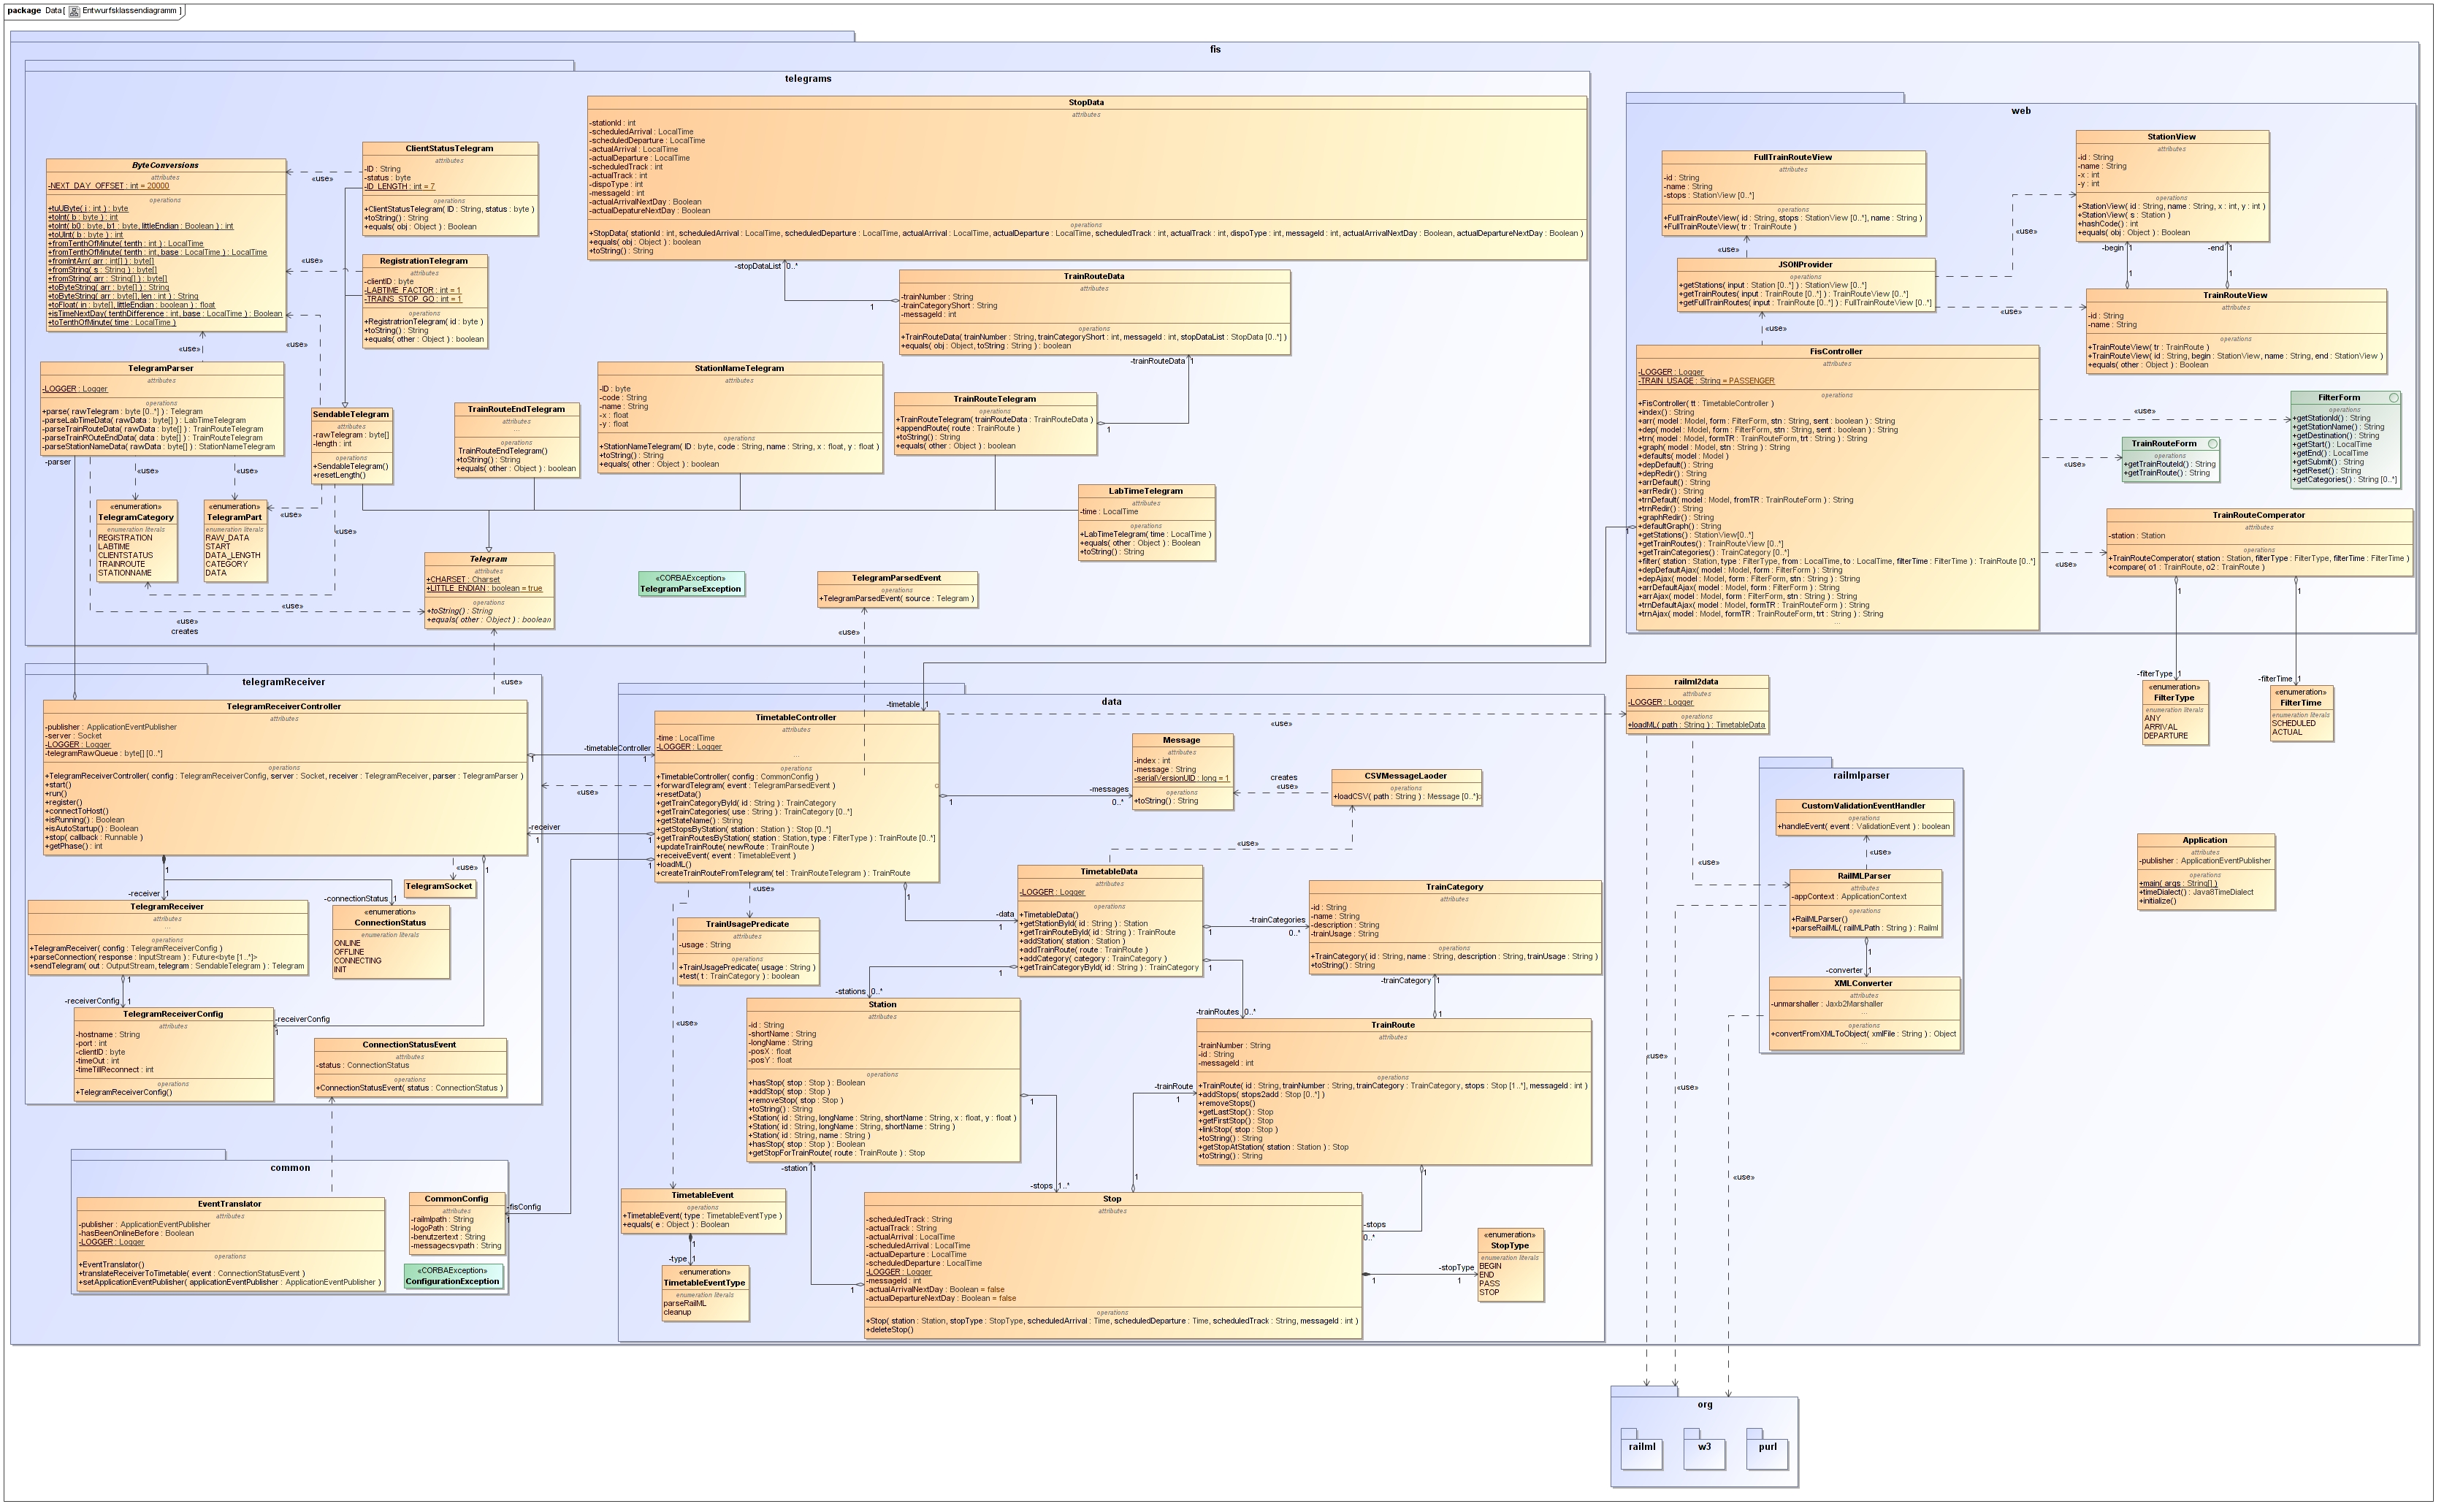 package Data[ Entwurfsklassendiagramm ]
fis
telegrams
StopData
attributes
-stationId : int
-scheduledArrival : LocalTime
-scheduledDeparture : LocalTime
-actualArrival : LocalTime
-actualDeparture : LocalTime
-scheduledTrack : int
-actualTrack : int
-dispoType : int
-messageId : int
-actualArrivalNextDay : Boolean
-actualDepatureNextDay : Boolean
operations
+StopData( stationId : int, scheduledArrival : LocalTime, scheduledDeparture : LocalTime, actualArrival : LocalTime, actualDeparture : LocalTime, scheduledTrack : int, actualTrack : int, dispoType : int, messageId : int, actualArrivalNextDay : Boolean, actualDepartureNextDay : Boolean )
+equals( obj : Object ) : boolean
+toString() : String
ByteConversions
attributes
-NEXT_DAY_OFFSET : int = 20000
operations
+tuUByte( i : int ) : byte
+toInt( b : byte ) : int
+toInt( b0 : byte, b1 : byte, littleEndian : Boolean ) : int
+toUInt( b : byte ) : int
+fromTenthOfMinute( tenth : int ) : LocalTime
+fromTenthOfMinute( tenth : int, base : LocalTime ) : LocalTime
+fromIntArr( arr : int[] ) : byte[]
+fromString( s : String ) : byte[]
+fromString( arr : String[] ) : byte[]
+toByteString( arr : byte[] ) : String
+toByteString( arr : byte[], len : int ) : String
+toFloat( in : byte[], littleEndian : boolean ) : float
+isTimeNextDay( tenthDifference : int, base : LocalTime ) : Boolean
+toTenthOfMinute( time : LocalTime )
ClientStatusTelegram
attributes
-ID : String
-status : byte
-ID_LENGTH : int = 7
operations
+ClientStatusTelegram( ID : String, status : byte )
+toString() : String
+equals( obj : Object ) : Boolean
«use»
RegistrationTelegram
attributes
-clientID : byte
-LABTIME_FACTOR : int = 1
-TRAINS_STOP_GO : int = 1
operations
+RegistrartionTelegram( id : byte )
+toString() : String
+equals( other : Object ) : boolean
«use»
«use»
«use»
-stopDataList 0..*
1
TrainRouteData
attributes
-trainNumber : String
-trainCategoryShort : String
-messageId : int
operations
+TrainRouteData( trainNumber : String, trainCategoryShort : int, messageId : int, stopDataList : StopData [0..*] )
+equals( obj : Object, toString : String ) : boolean
-trainRouteData 1
TelegramParser
attributes
-LOGGER : Logger
operations
+parse( rawTelegram : byte [0..*] ) : Telegram
-parseLabTimeData( rawData : byte[] ) : LabTimeTelegram
-parseTrainRouteData( rawData : byte[] ) : TrainRouteTelegram
-parseTrainROuteEndData( data : byte[] ) : TrainRouteTelegram
-parseStationNameData( rawData : byte[] ) : StationNameTelegram
-parser
«use»
«use»
SendableTelegram
attributes
-rawTelegram : byte[]
-length : int
operations
+SendableTelegram()
+resetLength()
TrainRouteEndTelegram
attributes
...
operations
TrainRouteEndTelegram()
+toString() : String
+equals( other : Object ) : boolean
StationNameTelegram
attributes
-ID : byte
-code : String
-name : String
-x : float
-y : float
operations
+StationNameTelegram( ID : byte, code : String, name : String, x : float, y : float )
+toString() : String
+equals( other : Object ) : boolean
TrainRouteTelegram
operations
+TrainRouteTelegram( trainRouteData : TrainRouteData )
+appendRoute( route : TrainRoute )
+toString() : String
+equals( other : Object ) : boolean
1
LabTimeTelegram
attributes
-time : LocalTime
operations
+LabTimeTelegram( time : LocalTime )
+equals( other : Object ) : Boolean
+toString() : String
«enumeration»
TelegramCategory
enumeration literals
REGISTRATION
LABTIME
CLIENTSTATUS
TRAINROUTE
STATIONNAME
«enumeration»
TelegramPart
enumeration literals
RAW_DATA
START
DATA_LENGTH
CATEGORY
DATA
«use»
«use»
«use»
«use»
creates
Telegram
attributes
+CHARSET : Charset
+LITTLE_ENDIAN : boolean = true
operations
+toString() : String
+equals( other : Object ) : boolean
«CORBAException»
TelegramParseException
TelegramParsedEvent
operations
+TelegramParsedEvent( source : Telegram )
«use»
«use»
web
FullTrainRouteView
attributes
-id : String
-name : String
-stops : StationView [0..*]
operations
+FullTrainRouteView( id : String, stops : StationView [0..*], name : String )
+FullTrainRouteView( tr : TrainRoute )
«use»
StationView
attributes
-id : String
-name : String
-x : int
-y : int
operations
+StationView( id : String, name : String, x : int, y : int )
+StationView( s : Station )
+hashCode() : int
+equals( obj : Object ) : Boolean
«use»
-begin 1
-end 1
1
1
JSONProvider
operations
+getStations( input : Station [0..*] ) : StationView [0..*]
+getTrainRoutes( input : TrainRoute [0..*] ) : TrainRouteView [0..*]
+getFullTrainRoutes( input : TrainRoute [0..*] ) : FullTrainRouteView [0..*]
«use»
«use»
TrainRouteView
attributes
-id : String
-name : String
operations
+TrainRouteView( tr : TrainRoute )
+TrainRouteView( id : String, begin : StationView, name : String, end : StationView )
+equals( other : Object ) : Boolean
FisController
attributes
-LOGGER : Logger
-TRAIN_USAGE : String = PASSENGER
operations
+FisController( tt : TimetableController )
+index() : String
+arr( model : Model, form : FilterForm, stn : String, sent : boolean ) : String
+dep( model : Model, form : FilterForm, stn : String, sent : boolean ) : String
+trn( model : Model, formTR : TrainRouteForm, trt : String ) : String
+graph( model : Model, stn : String ) : String
+defaults( model : Model )
+depDefault() : String
+depRedir() : String
+arrDefault() : String
+arrRedir() : String
+trnDefault( model : Model, fromTR : TrainRouteForm ) : String
+trnRedir() : String
+graphRedir() : String
+defaultGraph() : String
+getStations() : StationView[0..*]
+getTrainRoutes() : TrainRouteView [0..*]
+getTrainCategories() : TrainCategory [0..*]
+filter( station : Station, type : FilterType, from : LocalTime, to : LocalTime, filterTime : FilterTime ) : TrainRoute [0..*]
+depDefaultAjax( model : Model, form : FilterForm ) : String
+depAjax( model : Model, form : FilterForm, stn : String ) : String
+arrDefaultAjax( model : Model, form : FilterForm ) : String
+arrAjax( model : Model, form : FilterForm, stn : String ) : String
+trnDefaultAjax( model : Model, formTR : TrainRouteForm ) : String
+trnAjax( model : Model, formTR : TrainRouteForm, trt : String ) : String
...
1
«use»
«use»
«use»
FilterForm
operations
+getStationId() : String
+getStationName() : String
+getDestination() : String
+getStart() : LocalTime
+getEnd() : LocalTime
+getSubmit() : String
+getReset() : String
+getCategories() : String [0..*]
TrainRouteForm
operations
+getTrainRouteId() : String
+getTrainRoute() : String
TrainRouteComperator
attributes
-station : Station
operations
+TrainRouteComperator( station : Station, filterType : FilterType, filterTime : FilterTime )
+compare( o1 : TrainRoute, o2 : TrainRoute )
1
1
-filterType 1
-filterTime 1
«enumeration»
FilterType
enumeration literals
ANY
ARRIVAL
DEPARTURE
«enumeration»
FilterTime
enumeration literals
SCHEDULED
ACTUAL
telegramReceiver
TelegramReceiverController
attributes
-publisher : ApplicationEventPublisher
-server : Socket
-LOGGER : Logger
-telegramRawQueue : byte[] [0..*]
operations
+TelegramReceiverController( config : TelegramReceiverConfig, server : Socket, receiver : TelegramReceiver, parser : TelegramParser )
+start()
+run()
+register()
+connectToHost()
+isRunning() : Boolean
+isAutoStartup() : Boolean
+stop( callback : Runnable )
+getPhase() : int
1
1
«use»
-receiver 1
-connectionStatus 1
TelegramSocket
TelegramReceiver
attributes
...
operations
+TelegramReceiver( config : TelegramReceiverConfig )
+parseConnection( response : InputStream ) : Future<byte [1..*]>
+sendTelegram( out : OutputStream, telegram : SendableTelegram ) : Telegram
1
-receiverConfig 1
«enumeration»
ConnectionStatus
enumeration literals
ONLINE
OFFLINE
CONNECTING
INIT
TelegramReceiverConfig
attributes
-hostname : String
-port : int
-clientID : byte
-timeOut : int
-timeTillReconnect : int
operations
+TelegramReceiverConfig()
-receiverConfig
1
ConnectionStatusEvent
attributes
-status : ConnectionStatus
operations
+ConnectionStatusEvent( status : ConnectionStatus )
common
EventTranslator
attributes
-publisher : ApplicationEventPublisher
-hasBeenOnlineBefore : Boolean
-LOGGER : Logger
operations
+EventTranslator()
+translateReceiverToTimetable( event : ConnectionStatusEvent )
+setApplicationEventPublisher( applicationEventPublisher : ApplicationEventPublisher )
CommonConfig
attributes
-railmlpath : String
-logoPath : String
-benutzertext : String
-messagecsvpath : String
«CORBAException»
ConfigurationException
-fisConfig
1
data
-timetable 1
TimetableController
attributes
-time : LocalTime
-LOGGER : Logger
...
operations
+TimetableController( config : CommonConfig )
+forwardTelegram( event : TelegramParsedEvent )
+resetData()
+getTrainCategoryById( id : String ) : TrainCategory
+getTrainCategories( use : String ) : TrainCategory [0..*]
+getStateName() : String
+getStopsByStation( station : Station ) : Stop [0..*]
+getTrainRoutesByStation( station : Station, type : FilterType ) : TrainRoute [0..*]
+updateTrainRoute( newRoute : TrainRoute )
+receiveEvent( event : TimetableEvent )
+loadML()
+createTrainRouteFromTelegram( tel : TrainRouteTelegram ) : TrainRoute
-timetableController
1
1
«use»
-receiver
1
1
1
«use»
«use»
1
-messages
0..*
Message
attributes
-index : int
-message : String
-serialVersionUID : long = 1
operations
+toString() : String
creates
«use»
CSVMessageLaoder
operations
+loadCSV( path : String ) : Message [0..*]
«use»
1
-data
1
TimetableData
attributes
-LOGGER : Logger
operations
+TimetableData()
+getStationById( id : String ) : Station
+getTrainRouteById( id : String ) : TrainRoute
+addStation( station : Station )
+addTrainRoute( route : TrainRoute )
+addCategory( category : TrainCategory )
+getTrainCategoryById( id : String ) : TrainCategory
1
-trainCategories
0..*
1
1
TrainCategory
attributes
-id : String
-name : String
-description : String
-trainUsage : String
operations
+TrainCategory( id : String, name : String, description : String, trainUsage : String )
+toString() : String
TrainUsagePredicate
attributes
-usage : String
operations
+TrainUsagePredicate( usage : String )
+test( t : TrainCategory ) : boolean
«use»
-stations 0..*
Station
attributes
-id : String
-shortName : String
-longName : String
-posX : float
-posY : float
operations
+hasStop( stop : Stop ) : Boolean
+addStop( stop : Stop )
+removeStop( stop : Stop )
+toString() : String
+Station( id : String, longName : String, shortName : String, x : float, y : float )
+Station( id : String, longName : String, shortName : String )
+Station( id : String, name : String )
+hasStop( stop : Stop ) : Boolean
+getStopForTrainRoute( route : TrainRoute ) : Stop
1
-station 1
-stops 1..*
-trainRoutes 0..*
-trainCategory 1
1
TrainRoute
attributes
-trainNumber : String
-id : String
-messageId : int
operations
+TrainRoute( id : String, trainNumber : String, trainCategory : TrainCategory, stops : Stop [1..*], messageId : int )
+addStops( stops2add : Stop [0..*] )
+removeStops()
+getLastStop() : Stop
+getFirstStop() : Stop
+linkStop( stop : Stop )
+toString() : String
+getStopAtStation( station : Station ) : Stop
+toString() : String
-trainRoute
1
1
1
TimetableEvent
operations
+TimetableEvent( type : TimetableEventType )
+equals( e : Object ) : Boolean
1
-type 1
«enumeration»
TimetableEventType
enumeration literals
parseRailML
cleanup
Stop
attributes
-scheduledTrack : String
-actualTrack : String
-actualArrival : LocalTime
-scheduledArrival : LocalTime
-actualDeparture : LocalTime
-scheduledDeparture : LocalTime
-LOGGER : Logger
-messageId : int
-actualArrivalNextDay : Boolean = false
-actualDepartureNextDay : Boolean = false
operations
+Stop( station : Station, stopType : StopType, scheduledArrival : Time, scheduledDeparture : Time, scheduledTrack : String, messageId : int )
+deleteStop()
1
-stops
0..*
-stopType
1
1
«enumeration»
StopType
enumeration literals
BEGIN
END
PASS
STOP
railml2data
attributes
-LOGGER : Logger
operations
+loadML( path : String ) : TimetableData
«use»
railmlparser
CustomValidationEventHandler
operations
+handleEvent( event : ValidationEvent ) : boolean
«use»
RailMLParser
attributes
-appContext : ApplicationContext
operations
+RailMLParser()
+parseRailML( railMLPath : String ) : Railml
1
-converter 1
XMLConverter
attributes
-unmarshaller : Jaxb2Marshaller
...
operations
+convertFromXMLToObject( xmlFile : String ) : Object
...
«use»
«use»
«use»
«use»
Application
attributes
-publisher : ApplicationEventPublisher
operations
+main( args : String[] )
+timeDialect() : Java8TimeDialect
+initialize()
org
railml
w3
purl